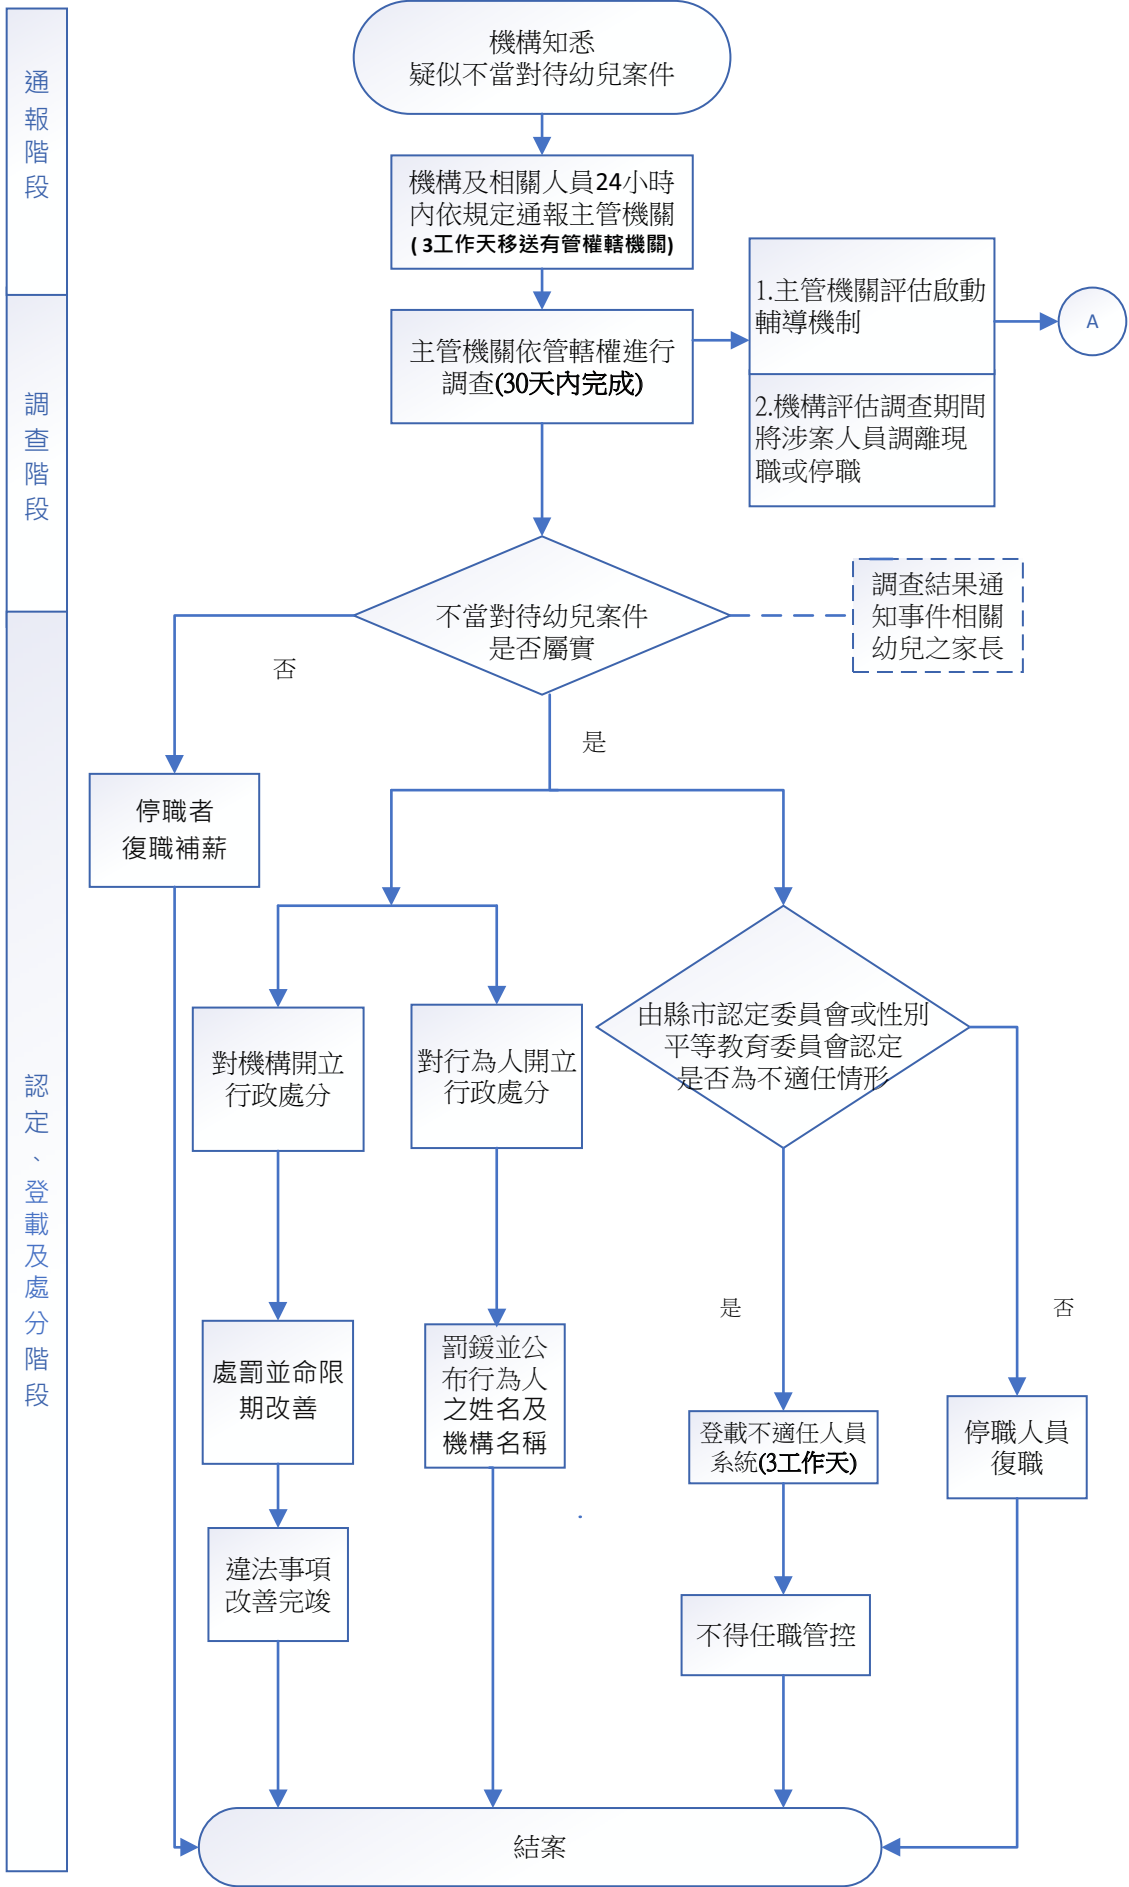 通報階段
機構知悉
疑似不當對待幼兒案件
機構及相關人員24小時
內依規定通報主管機關
( 3工作天移送有管權轄機關)
調查階段
主管機關依管轄權進行
調查(30天內完成)
1.主管機關評估啟動
輔導機制
A
2.機構評估調查期間
將涉案人員調離現
職或停職
不當對待幼兒案件
是否屬實
調查結果通
知事件相關
幼兒之家長
否
是
認定、登載及處分階段
停職者
復職補薪
對機構開立
行政處分
對行為人開立
行政處分
由縣市認定委員會或性別
平等教育委員會認定
是否為不適任情形
是
否
處罰並命限
期改善
罰鍰並公
布行為人
之姓名及
機構名稱
登載不適任人員
系統(3工作天)
停職人員
復職
違法事項
改善完竣
不得任職管控
結案